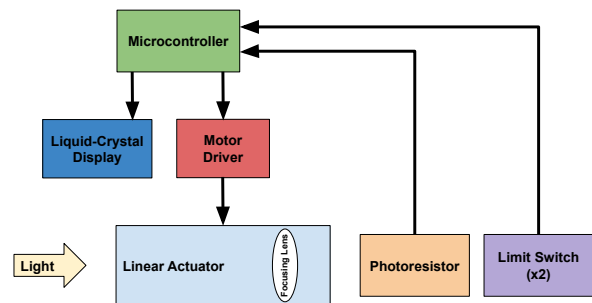 Microcontroller
Liquid-Crystal
Display
Motor
Driver
Light
Linear Actuator
Focusing Lens
Photoresistor
Limit Switch
(x2)